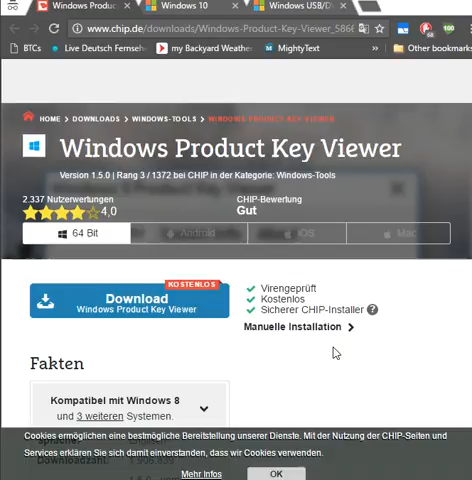 Windows Produc
Windows 10
Windows USB/D
www.chip.de/downloads/Windows-Product-Key-Viewer_5866
BTCs
Live Deutsch Fernseh
my Backyard Weather
MightyText
Other bookmarks
HOME > DOWNLOADS > WINDOWS-TOOLS > WINDOWS PRODUCT KEY VIEWER
Windows Product Key Viewer
Version 1.5.0 | Rang 3 / 1372 bei CHIP in der Kategorie: Windows-Tools
2.337 Nutzerwertungen
4,0
CHIP-Bewertung
Gut
64 Bit
Android
iOS
Mac
KOSTENLOS
Download
Windows Product Key Viewer
Virengeprüft
Kostenlos
Sicherer CHIP-Installer ?
Manuelle Installation
Fakten
Kompatibel mit Windows 8
und 3 weiteren Systemen.
Cookies ermöglichen eine bestmögliche Bereitstellung unserer Dienste. Mit der Nutzung der CHIP-Seiten und
Services erklären Sie sich damit einverstanden, dass wir Cookies verwenden.
Downloadzahl:
Mehr Infos
OK